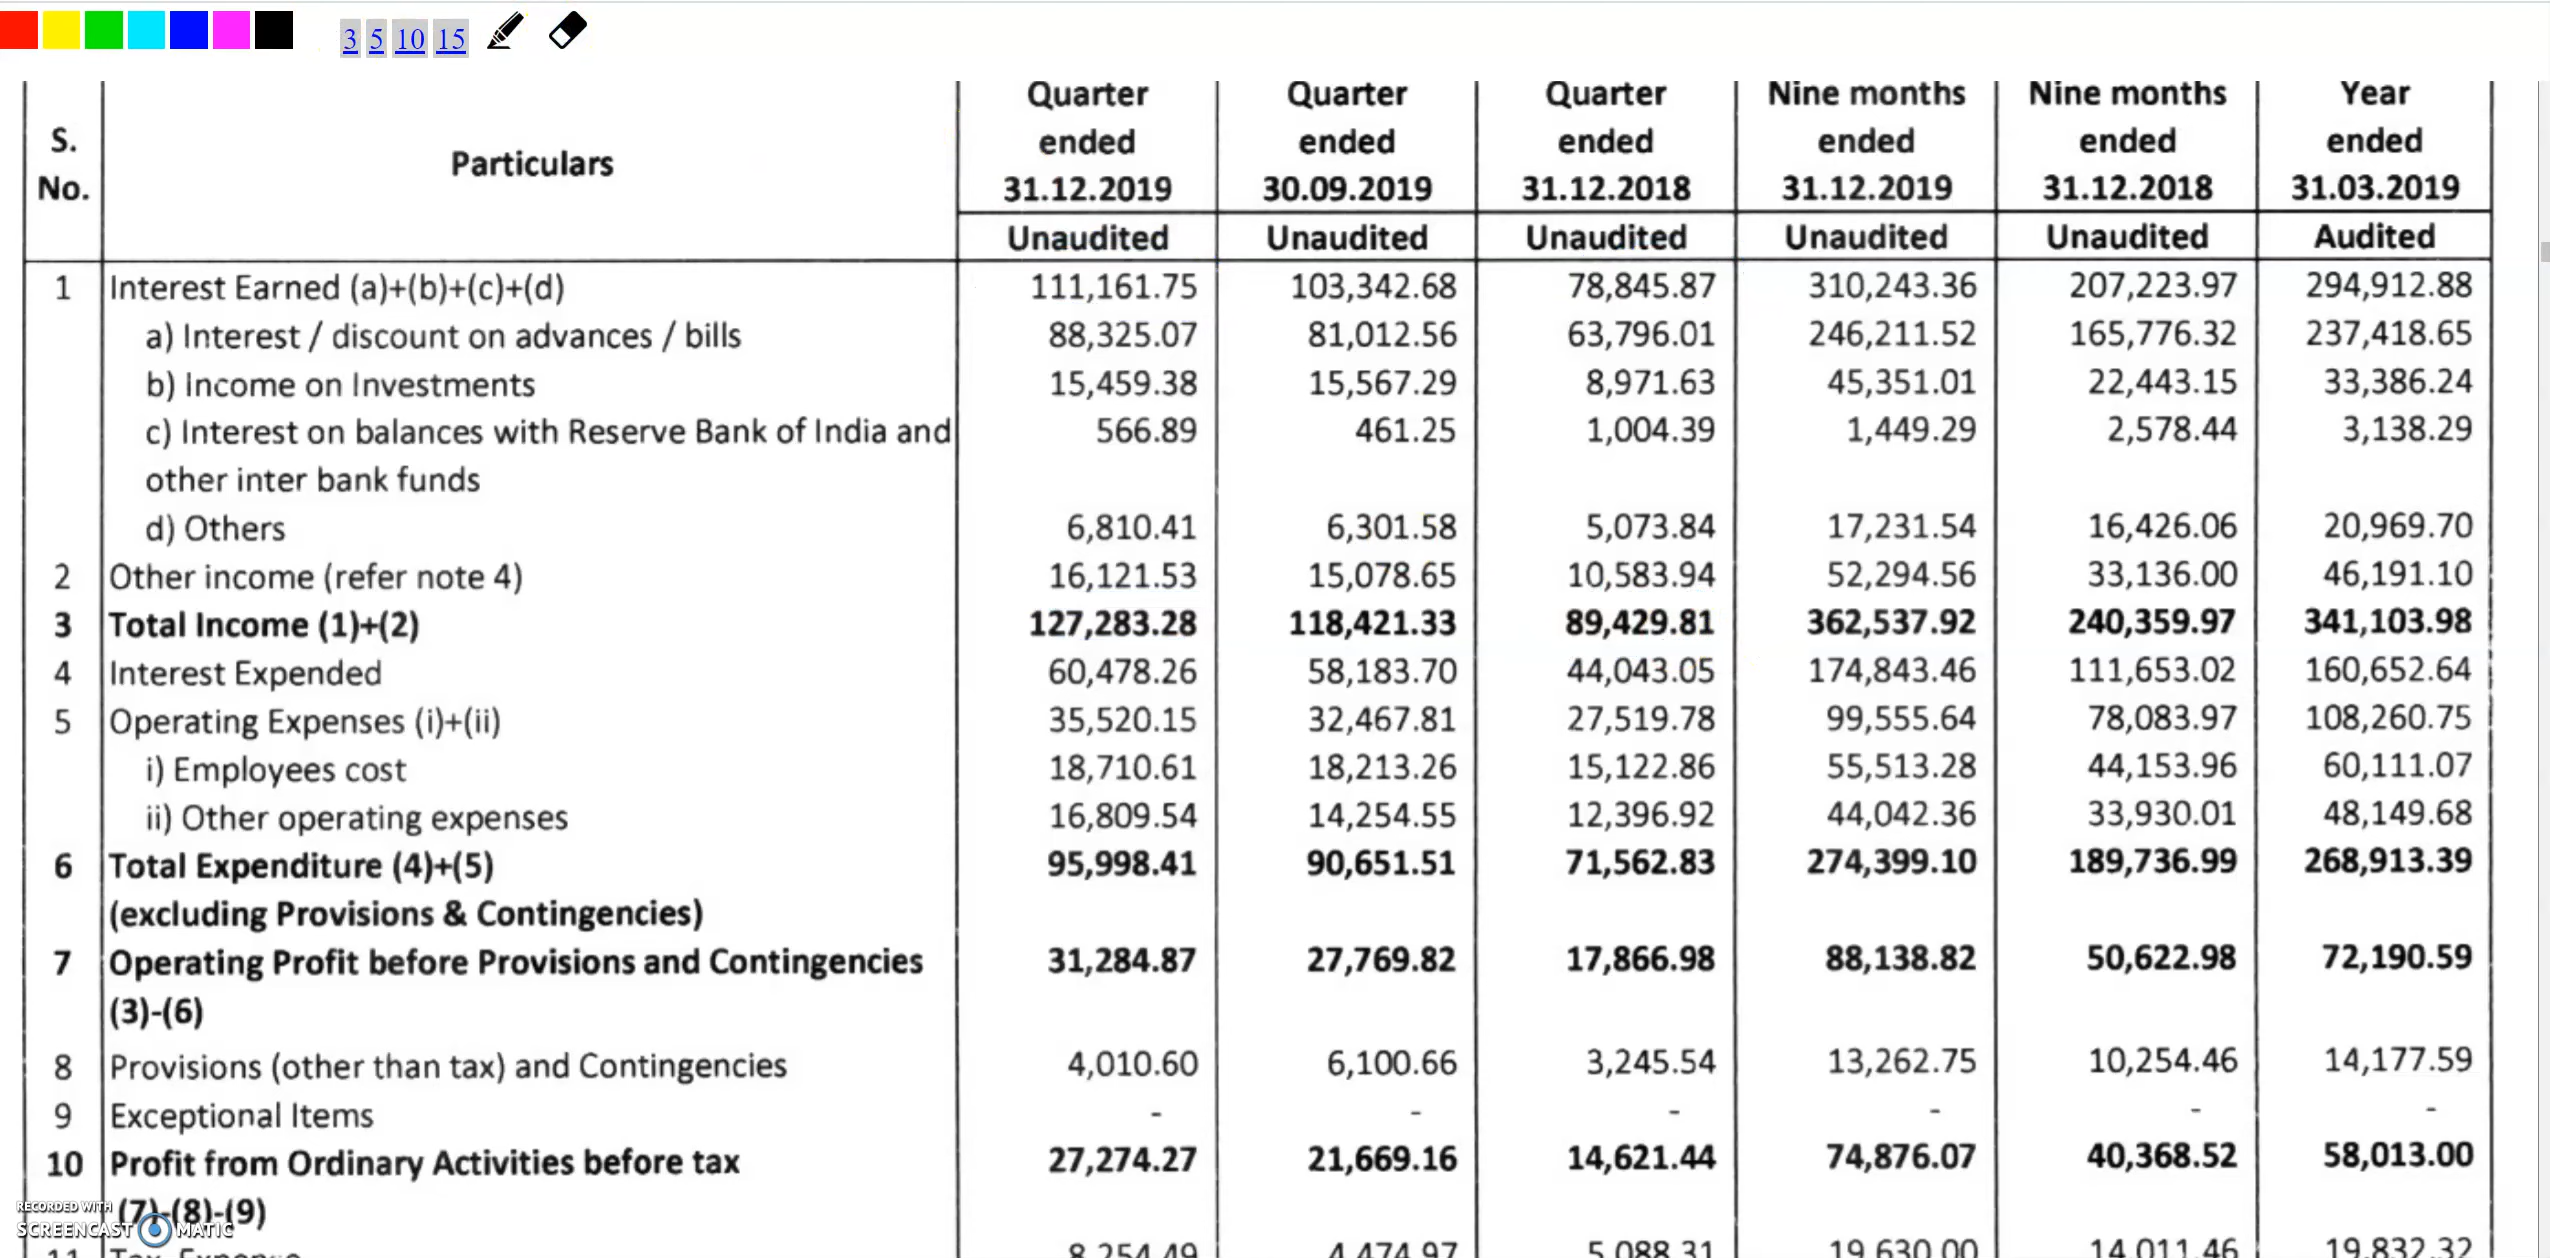 3 5 10 15
S. No. Particulars Quarter ended 31.12.2019 Quarter ended 30.09.2019 Quarter ended 31.12.2018 Nine months ended 31.12.2019 Nine months ended 31.12.2018 Year ended 31.03.2019
Unaudited Unaudited Unaudited Unaudited Unaudited Audited
1 Interest Earned (a)+(b)+(c)+(d) 111,161.75 103,342.68 78,845.87 310,243.36 207,223.97 294,912.88
a) Interest / discount on advances / bills 88,325.07 81,012.56 63,796.01 246,211.52 165,776.32 237,418.65
b) Income on Investments 15,459.38 15,567.29 8,971.63 45,351.01 22,443.15 33,386.24
c) Interest on balances with Reserve Bank of India and 566.89 461.25 1,004.39 1,449.29 2,578.44 3,138.29
other inter bank funds
d) Others 6,810.41 6,301.58 5,073.84 17,231.54 16,426.06 20,969.70
2 Other income (refer note 4) 16,121.53 15,078.65 10,583.94 52,294.56 33,136.00 46,191.10
3 Total Income (1)+(2) 127,283.28 118,421.33 89,429.81 362,537.92 240,359.97 341,103.98
4 Interest Expended 60,478.26 58,183.70 44,043.05 174,843.46 111,653.02 160,652.64
5 Operating Expenses (i)+(ii) 35,520.15 32,467.81 27,519.78 99,555.64 78,083.97 108,260.75
i) Employees cost 18,710.61 18,213.26 15,122.86 55,513.28 44,153.96 60,111.07
ii) Other operating expenses 16,809.54 14,254.55 12,396.92 44,042.36 33,930.01 48,149.68
6 Total Expenditure (4)+(5) 95,998.41 90,651.51 71,562.83 274,399.10 189,736.99 268,913.39
(excluding Provisions & Contingencies)
7 Operating Profit before Provisions and Contingencies 31,284.87 27,769.82 17,866.98 88,138.82 50,622.98 72,190.59
(3)-(6)
8 Provisions (other than tax) and Contingencies 4,010.60 6,100.66 3,245.54 13,262.75 10,254.46 14,177.59
9 Exceptional Items - - - - - -
10 Profit from Ordinary Activities before tax 27,274.27 21,669.16 14,621.44 74,876.07 40,368.52 58,013.00
(7)-(8)-(9)
RECORDED WITH
SCREENCAST MATIC
11 Tax Expense 8,254.49 4,474.97 5,088.31 19,630.00 14,011.46 19,832.32